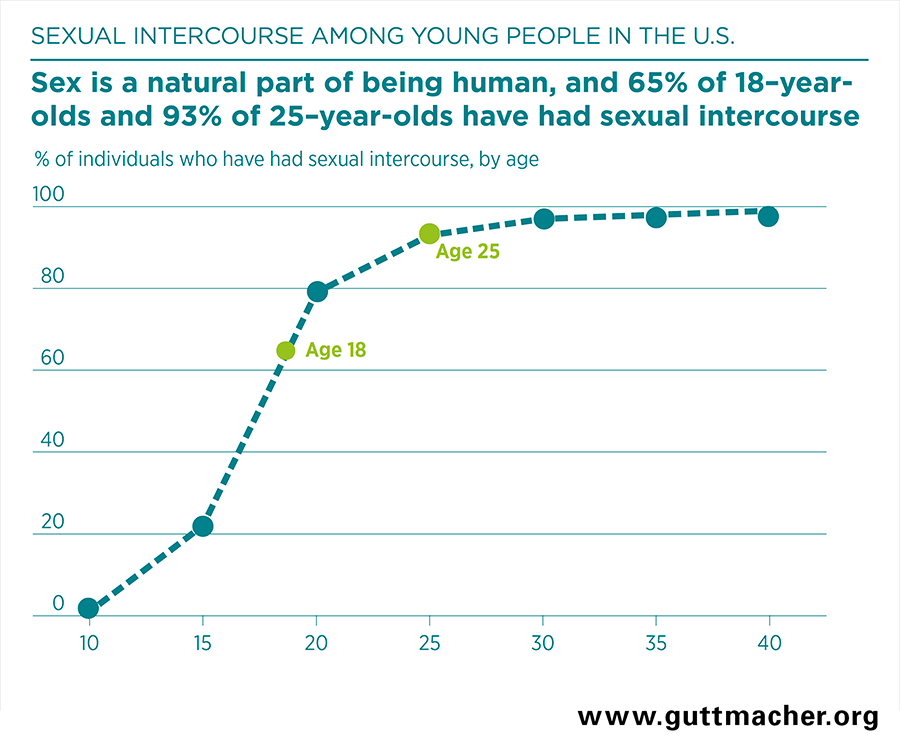 SEXUAL INTERCOURSE AMONG YOUNG PEOPLE IN THE U.S.
Sex is a natural part of being human, and 65% of 18–year-
olds and 93% of 25–year-olds have had sexual intercourse
% of individuals who have had sexual intercourse, by age
100
80
60
40
20
0
Age 25
Age 18
10 15 20 25 30 35 40
www.guttmacher.org